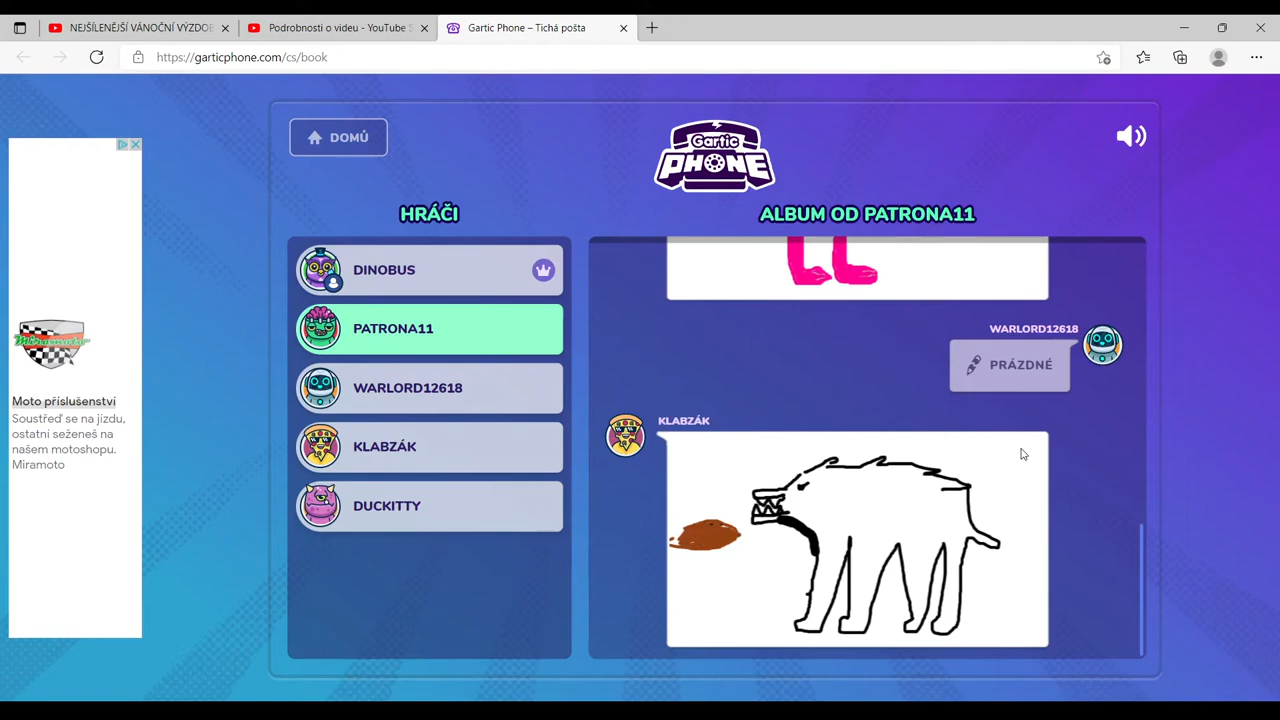 NEJŠÍLENĚJŠÍ VÁNOČNÍ VÝZDOB
Podrobnosti o videu - YouTube S
Gartic Phone – Tichá pošta
https://garticphone.com/cs/book
DOMŮ
Gartic
PHONE
HRÁČI
ALBUM OD PATRONA11
DINOBUS
PATRONA11
WARLORD12618
KLABZÁK
DUCKITTY
WARLORD12618
PRÁZDNÉ
KLABZÁK
Miramoto
Moto příslušenství
Soustřeď se na jízdu,
ostatní seženeš na
našem motoshopu.
Miramoto